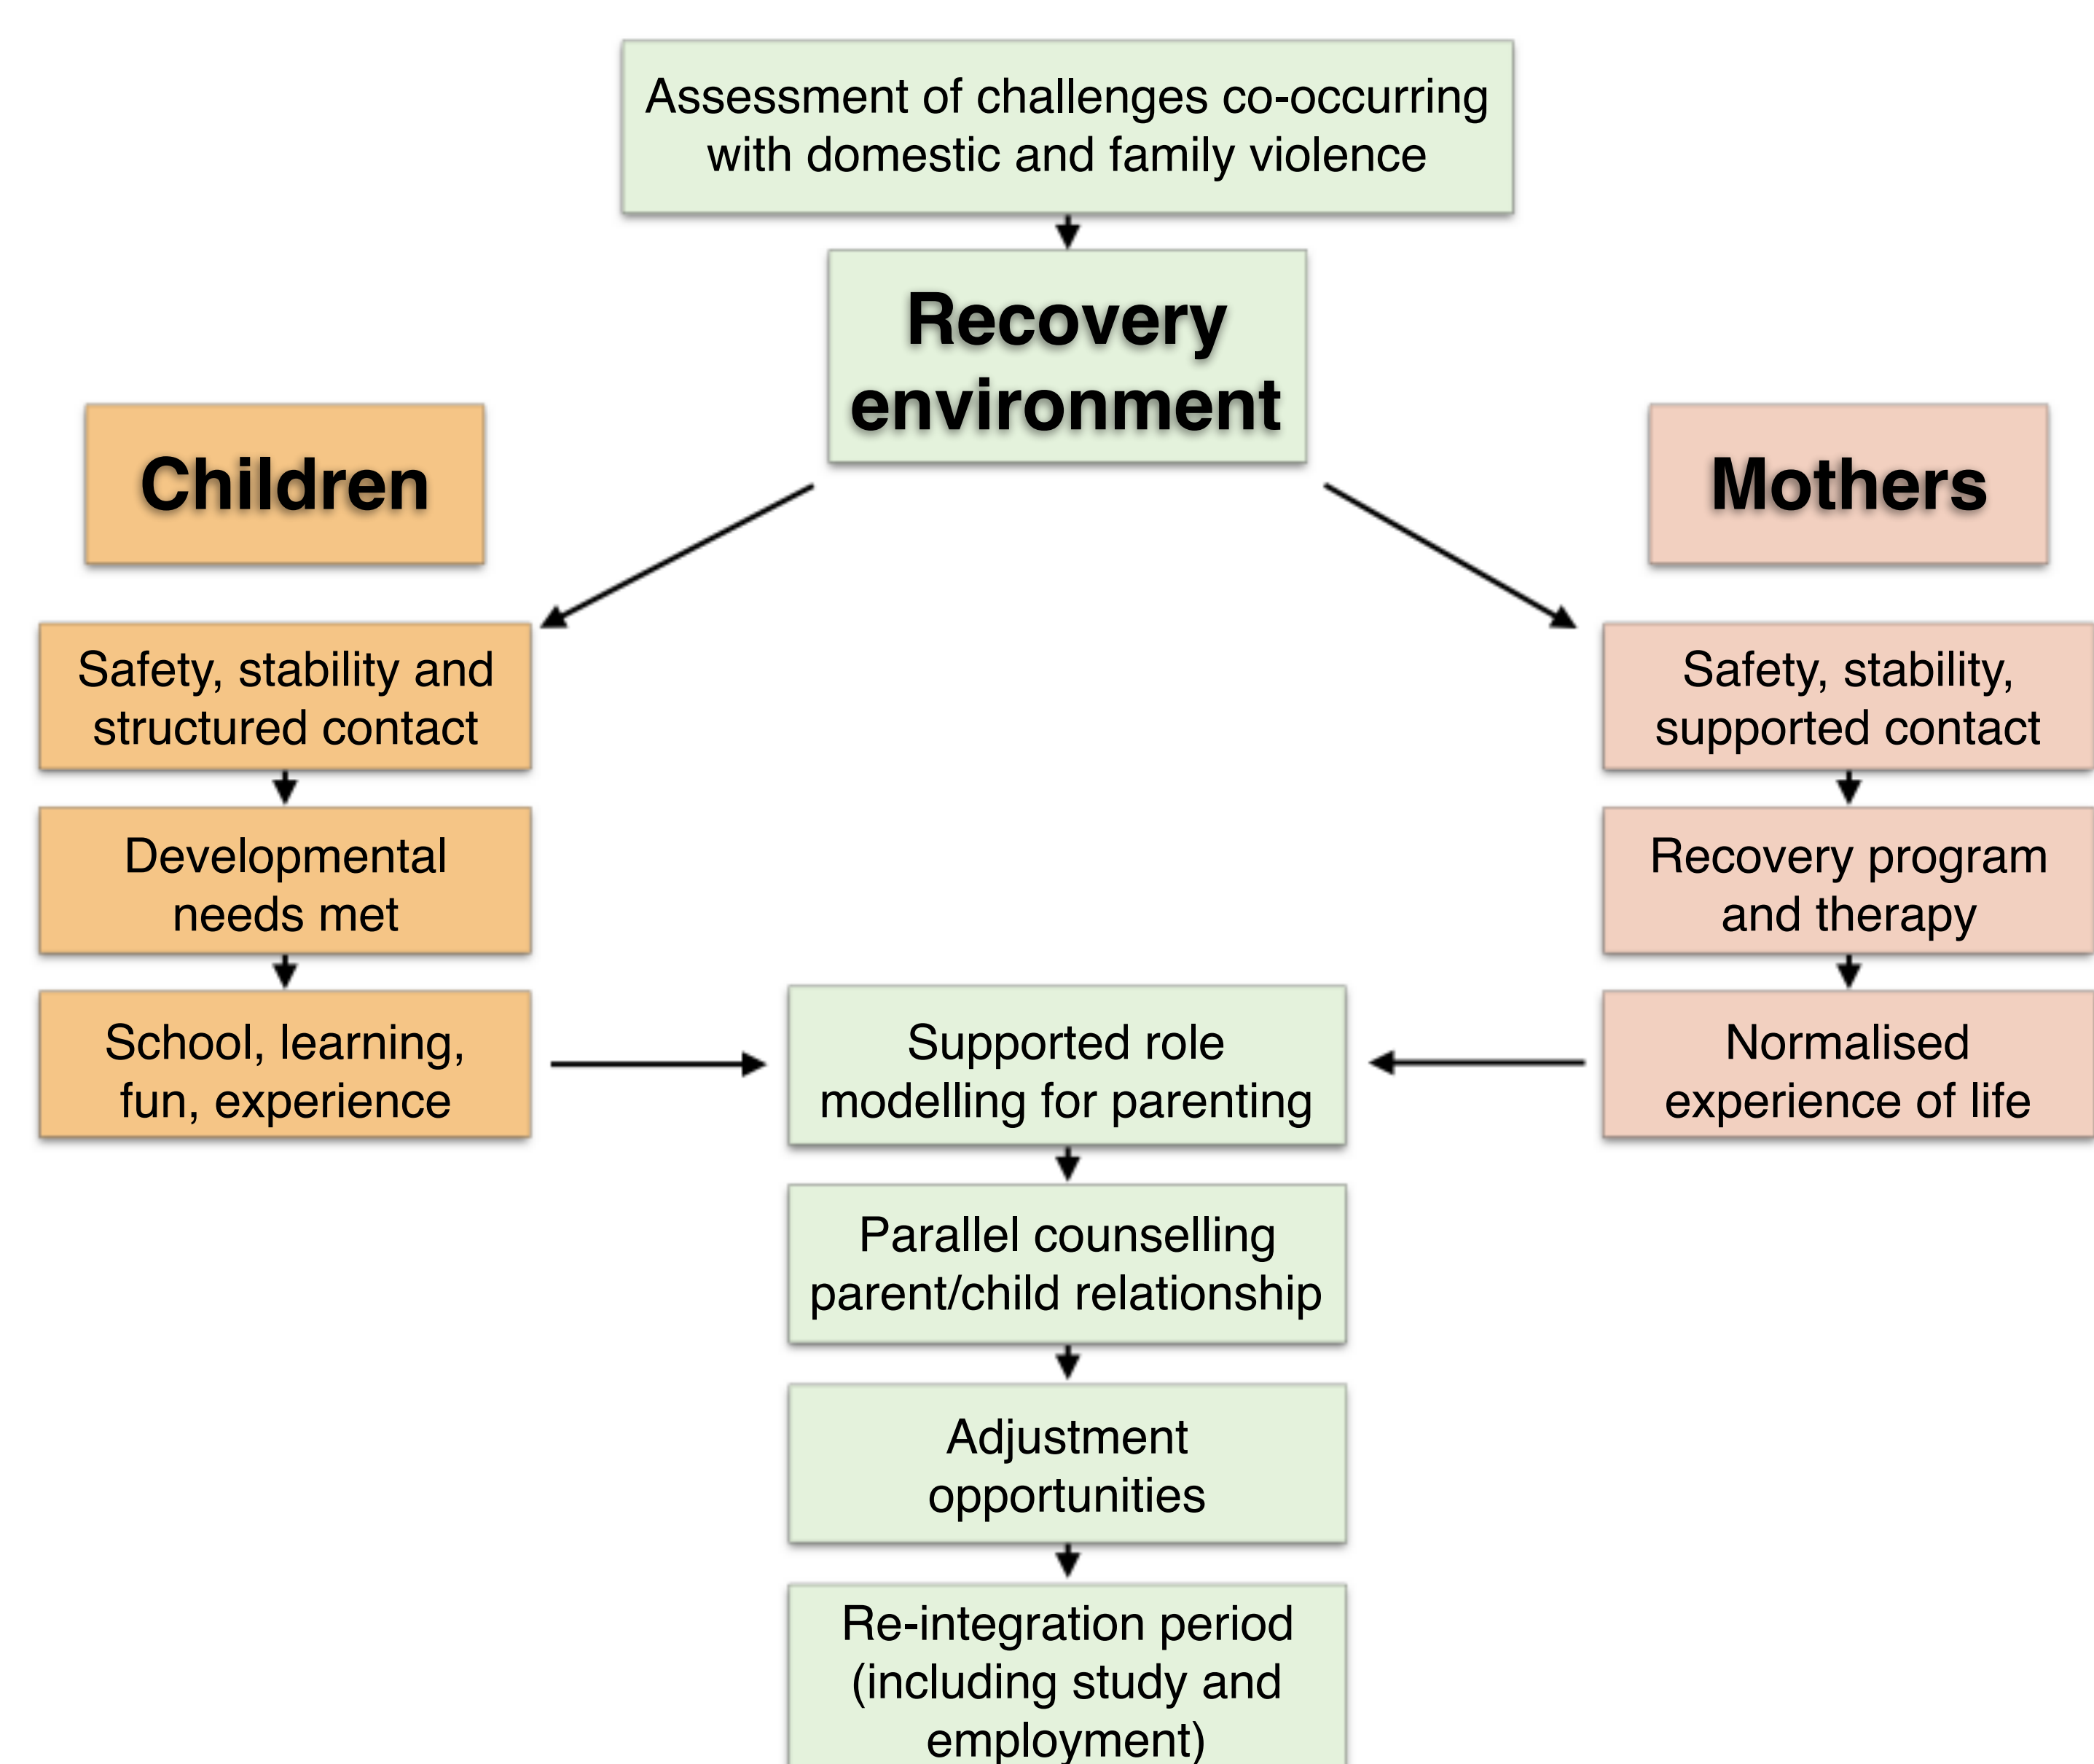 Assessment of challenges co-occurring
with domestic and family violence
Recovery
environment
Children
Mothers
Safety, stability and
structured contact
Developmental
needs met
School, learning,
fun, experience
Safety, stability,
supported contact
Recovery program
and therapy
Normalised
experience of life
Supported role
modelling for parenting
Parallel counselling
parent/child relationship
Adjustment
opportunities
Re-integration period
(including study and
employment)